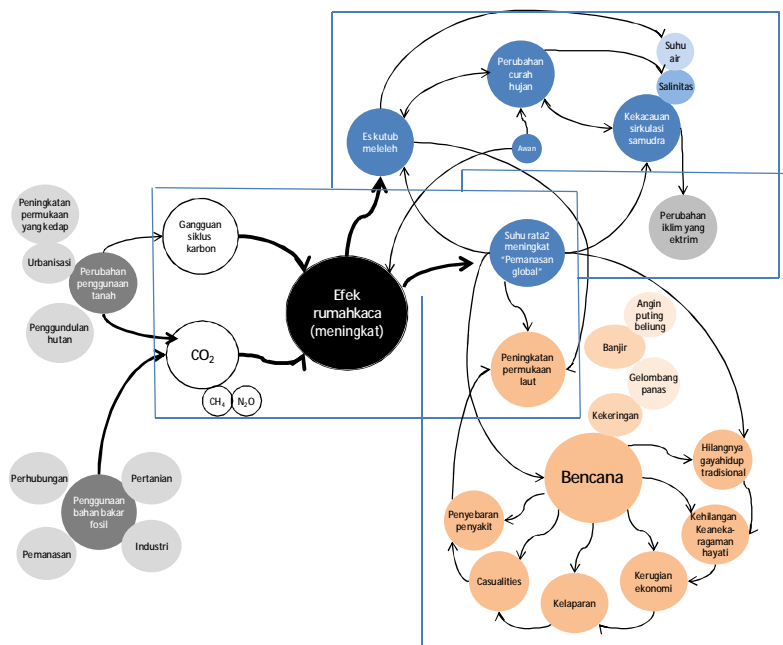 Suhu
air
Perubahan
curah
hujan
Salinitas
Es kutub
meleleh
Kekacauan
sirkulasi
samudra
Awan
Peningkatan
permukaan
yang kedap
Gangguan
siklus
karbon
Perubahan
iklim yang
ektrim
Urbanisasi
Perubahan
penggunaan
tanah
Suhu rata2
meningkat
"Pemanasan
global"
Efek
rumahkaca
(meningkat)
Penggundulan
hutan
Angin
puting
beliung
Banjir
CO2
Peningkatan
permukaan
laut
Gelombang
panas
CH4
N2O
Kekeringan
Hilangnya
gayahidup
tradisional
Perhubungan
Pertanian
Bencana
Penggunaan
bahan bakar
fosil
Penyebaran
penyakit
Kehilangan
Keaneka-
ragaman
hayati
Pemanasan
Industri
Casualities
Kerugian
ekonomi
Kelaparan